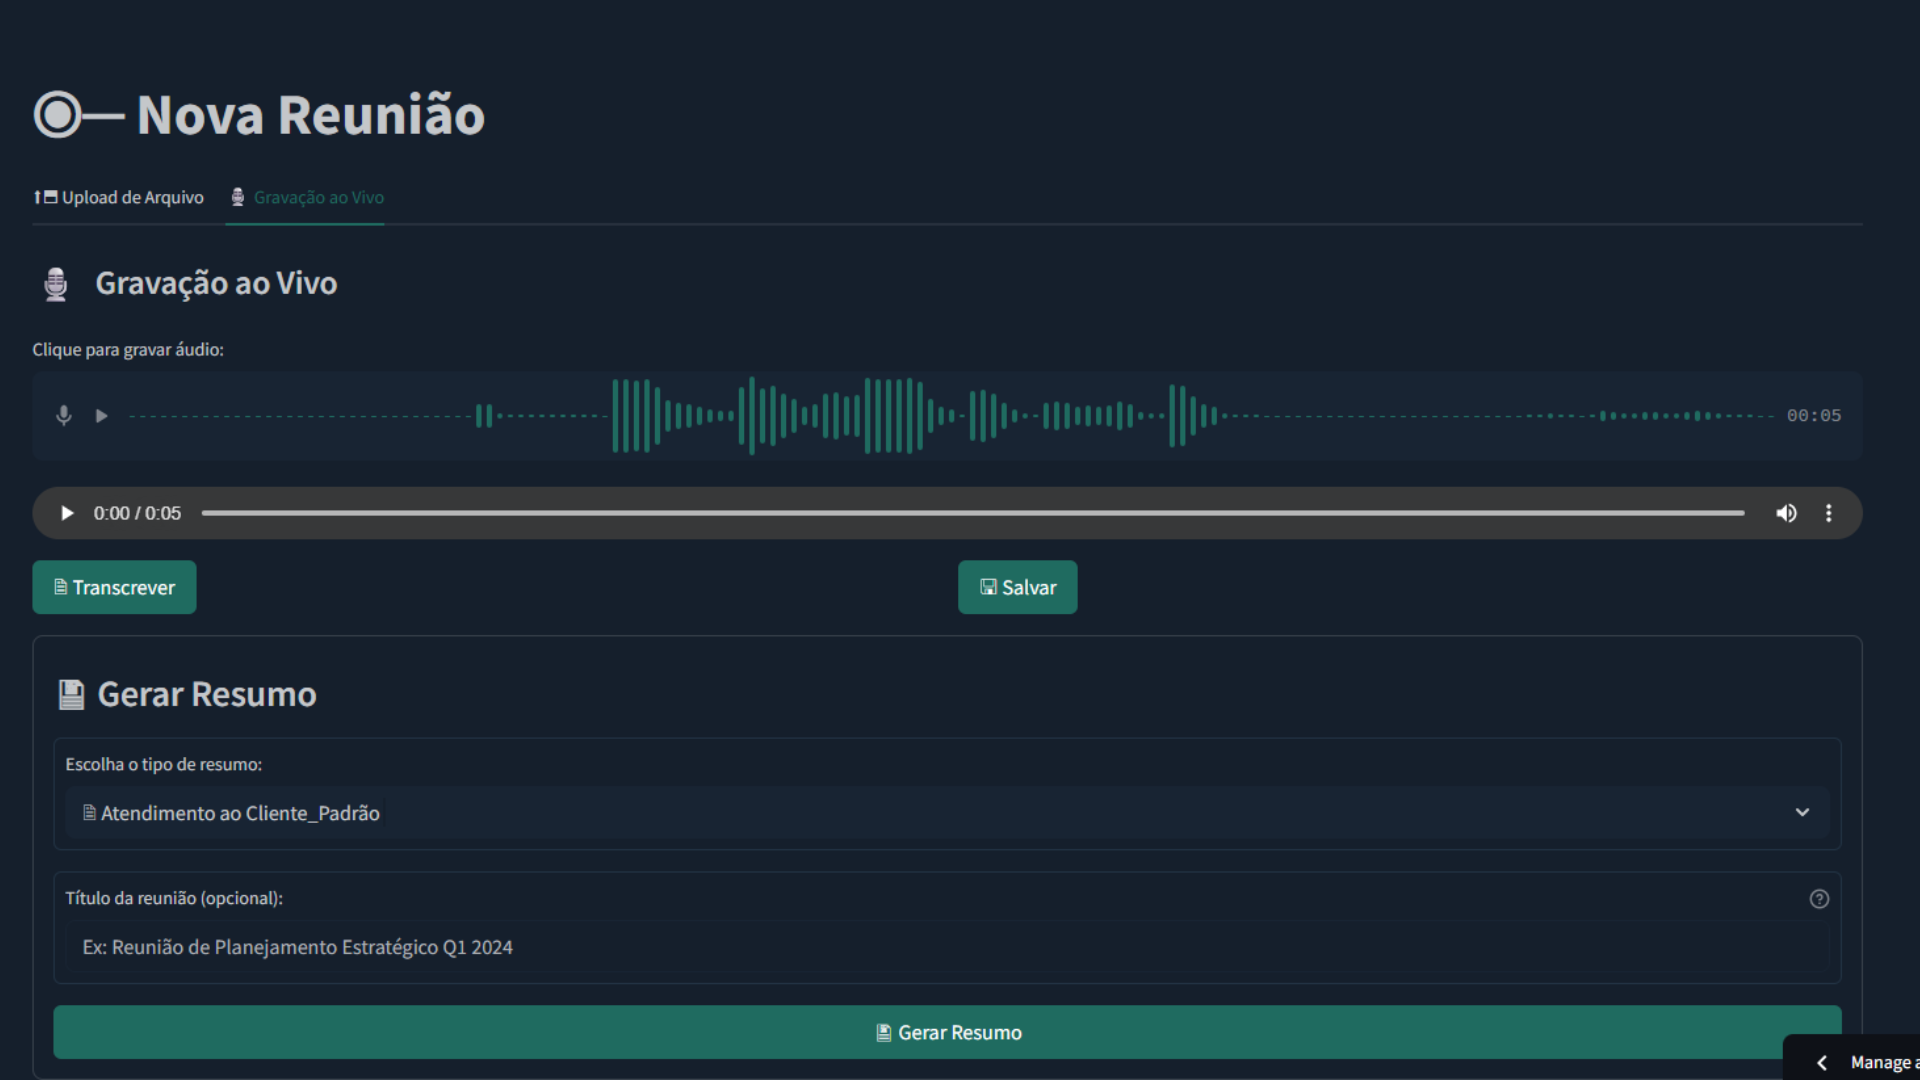 Nova Reunião
Upload de Arquivo
Gravação ao Vivo
Gravação ao Vivo
Clique para gravar áudio:
00:05
0:00 / 0:05
Transcrever
Salvar
Gerar Resumo
Escolha o tipo de resumo:
Atendimento ao Cliente_Padrão
Título da reunião (opcional):
Ex: Reunião de Planejamento Estratégico Q1 2024
Gerar Resumo
Manage a